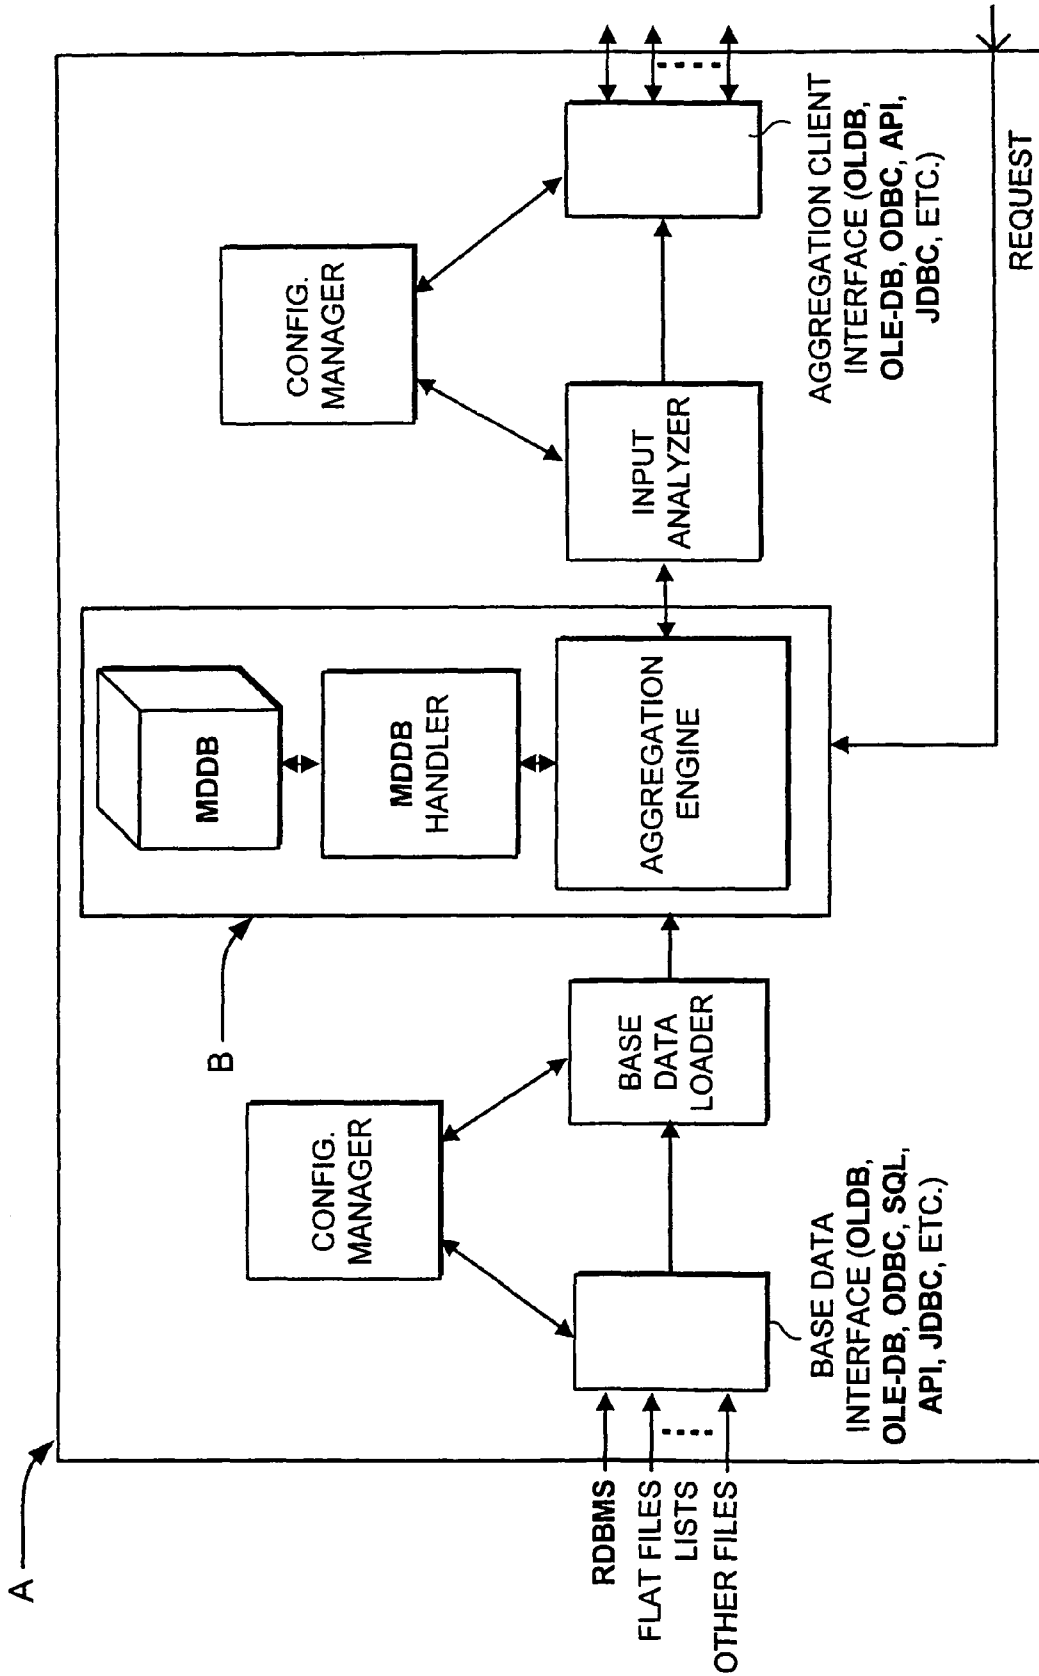 A
B
RDBMS
FLAT FILES
LISTS
OTHER FILES
CONFIG.
MANAGER
BASE
DATA
LOADER
BASE DATA
INTERFACE (OLDB,
OLE-DB, ODBC, SQL,
API, JDBC, ETC.)
MDDB
MDDB
HANDLER
AGGREGATION
ENGINE
CONFIG.
MANAGER
INPUT
ANALYZER
AGGREGATION CLIENT
INTERFACE (OLDB,
OLE-DB, ODBC, API,
JDBC, ETC.)
REQUEST